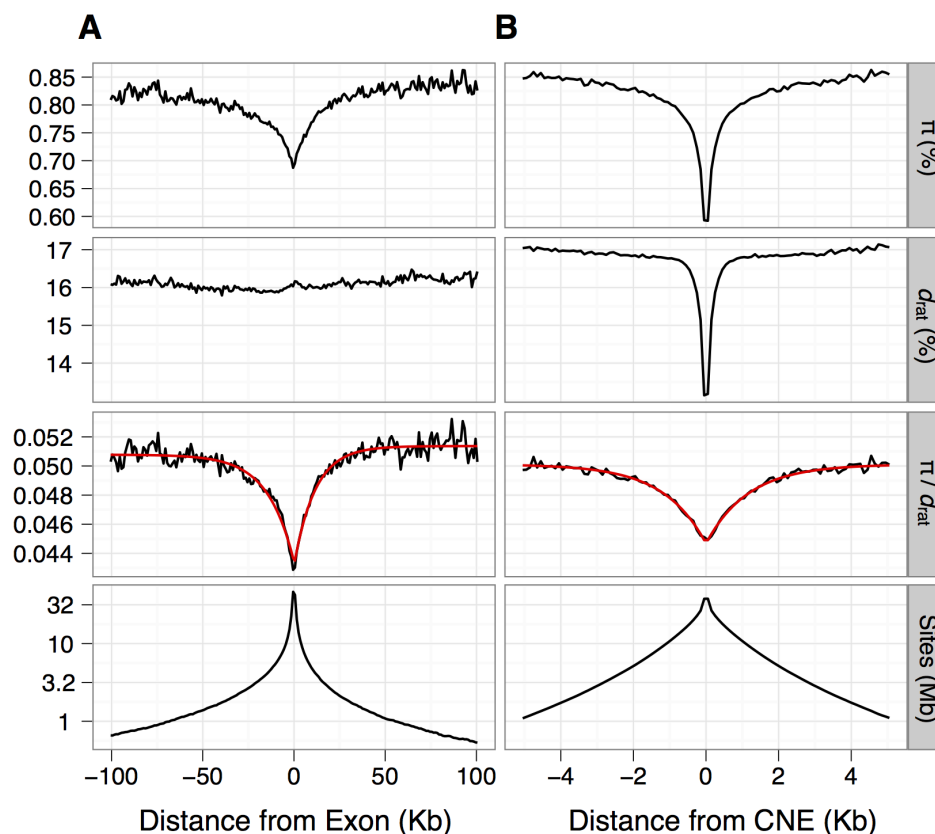 A B
0.85
0.80
0.75
0.70
0.65
0.60
π (%)
17
16
15
14
d rat (%)
0.052
0.050
0.048
0.046
0.044
π / d rat
32
10
3.2
1
Sites (Mb)
−100 −50 0 50 100 −4 −2 0 2 4
Distance from Exon (Kb) Distance from CNE (Kb)